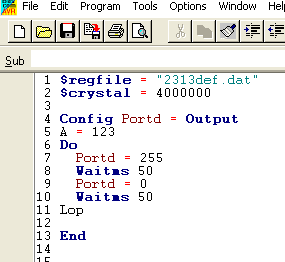 File Edit Program Tools Options Window
Sub
1 $regfile = "2313def.dat"
2 $crystal = 4000000
3
4 Config Portd = Output
5 A = 123
6 Do
7 Portd = 255
8 Waitms 50
9 Portd = 0
10 Waitms 50
11 Lop
12
13 End
14